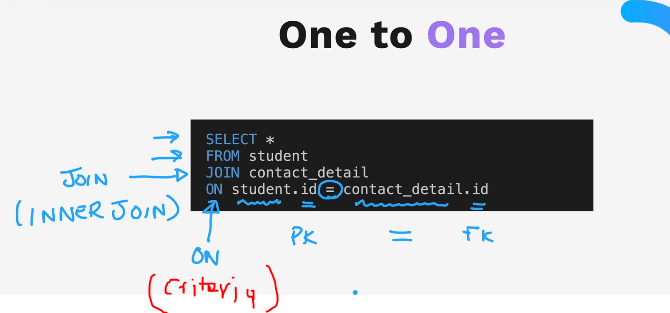 One to One
SELECT *
FROM student
JOIN contact_detail
ON student.id = contact_detail.id
JOIN
(INNER JOIN)
PK = FK
ON
(Criteria)